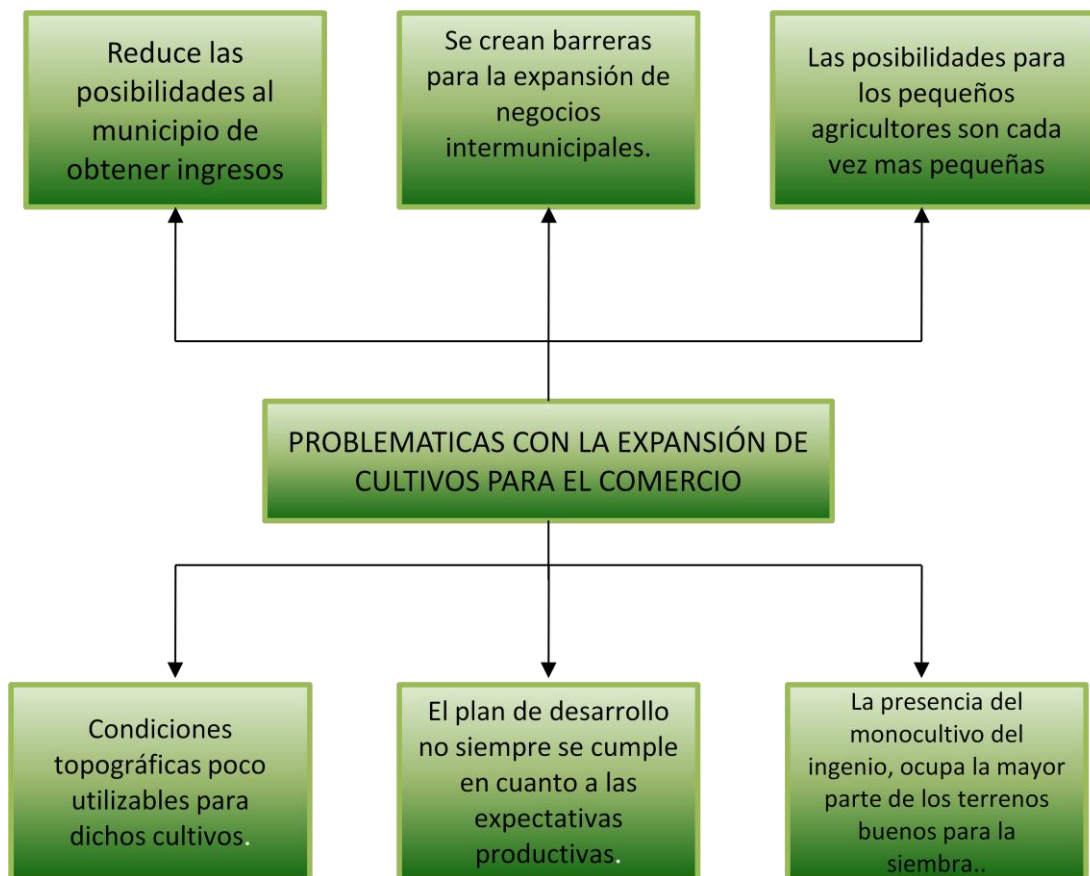 Reduce las
posibilidades al
municipio de
obtener ingresos
Se crean barreras
para la expansión de
negocios
intermunicipales.
Las posibilidades para
los pequeños
agricultores son cada
vez mas pequeñas
PROBLEMATICAS CON LA EXPANSIÓN DE
CULTIVOS PARA EL COMERCIO
Condiciones
topográficas poco
utilizables para
dichos cultivos.
El plan de desarrollo
no siempre se cumple
en cuanto a las
expectativas
productivas.
La presencia del
monocultivo del
ingenio, ocupa la mayor
parte de los terrenos
buenos para la
siembra..